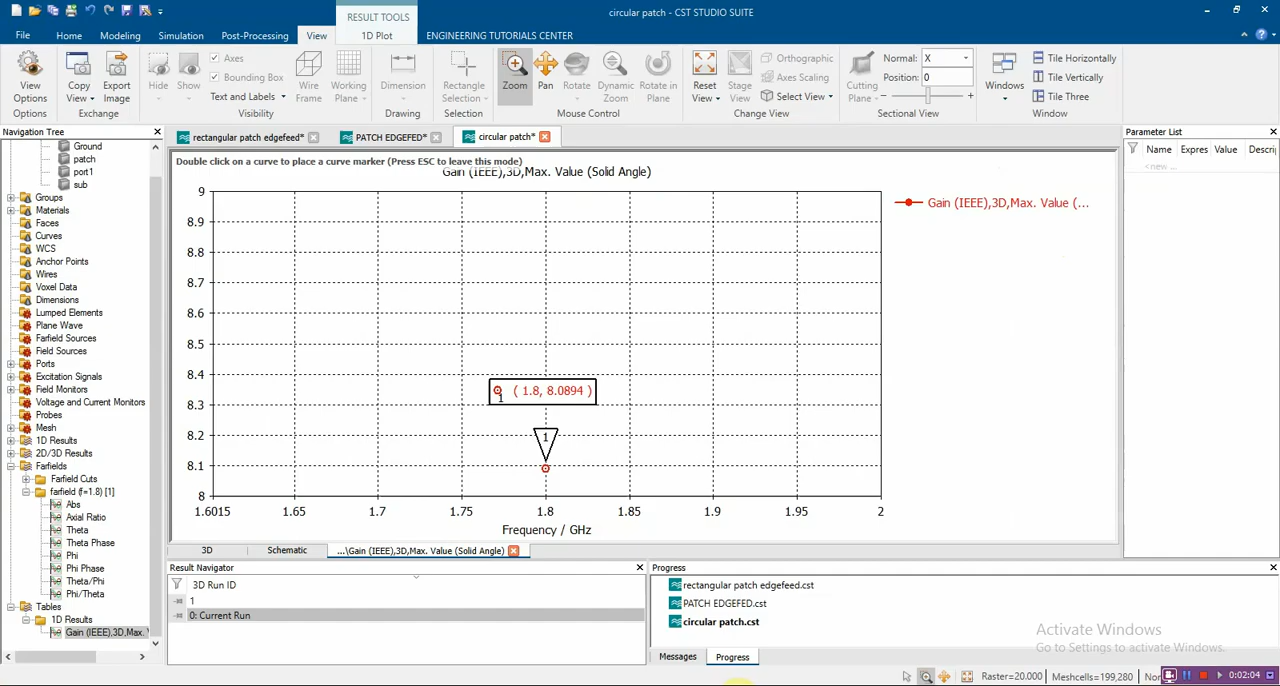 circular patch - CST STUDIO SUITE
RESULT TOOLS
File Home Modeling Simulation Post-Processing View 1D Plot ENGINEERING TUTORIALS CENTER
View Options
Options
Copy View
Export Image
Exchange
Hide
Show
Axes
Bounding Box
Text and Labels
Wire Frame
Working Plane
Visibility
Dimension
Drawing
Rectangle Selection
Selection
Zoom
Pan
Rotate
Dynamic Zoom
Rotate in Plane
Mouse Control
Reset View
Stage View
Orthographic
Axes Scaling
Select View
Change View
Cutting Plane
Normal: X
Position: 0
Sectional View
Windows
Tile Horizontally
Tile Vertically
Tile Three
Window
Navigation Tree
Ground
patch
port1
sub
Groups
Materials
Faces
Curves
WCS
Anchor Points
Wires
Voxel Data
Dimensions
Lumped Elements
Plane Wave
Farfield Sources
Field Sources
Ports
Excitation Signals
Field Monitors
Voltage and Current Monitors
Probes
Mesh
1D Results
2D/3D Results
Farfields
Farfield Cuts
farfield (f=1.8) [1]
Abs
Axial Ratio
Theta
Theta Phase
Phi
Phi Phase
Theta/Phi
Phi/Theta
Tables
1D Results
Gain (IEEE),3D,Max.
rectangular patch edgefeed*
PATCH EDGEFED*
circular patch*
Double click on a curve to place a curve marker (Press ESC to leave this mode)
Gain (IEEE),3D,Max. Value (Solid Angle)
9
8.9
8.8
8.7
8.6
8.5
8.4
8.3
8.2
8.1
8
1.6015 1.65 1.7 1.75 1.8 1.85 1.9 1.95 2
Frequency / GHz
1 ( 1.8, 8.0894 )
1
Gain (IEEE),3D,Max. Value (...
3D
Schematic
...\Gain (IEEE),3D,Max. Value (Solid Angle)
Parameter List
Name Expres Value Descri
<new ...
Result Navigator
3D Run ID
1
0: Current Run
Progress
rectangular patch edgefeed.cst
PATCH EDGEFED.cst
circular patch.cst
Messages Progress
Activate Windows
Go to Settings to activate Windows.
Raster=20.000 Meshcells=199,280 Nor 0:02:04